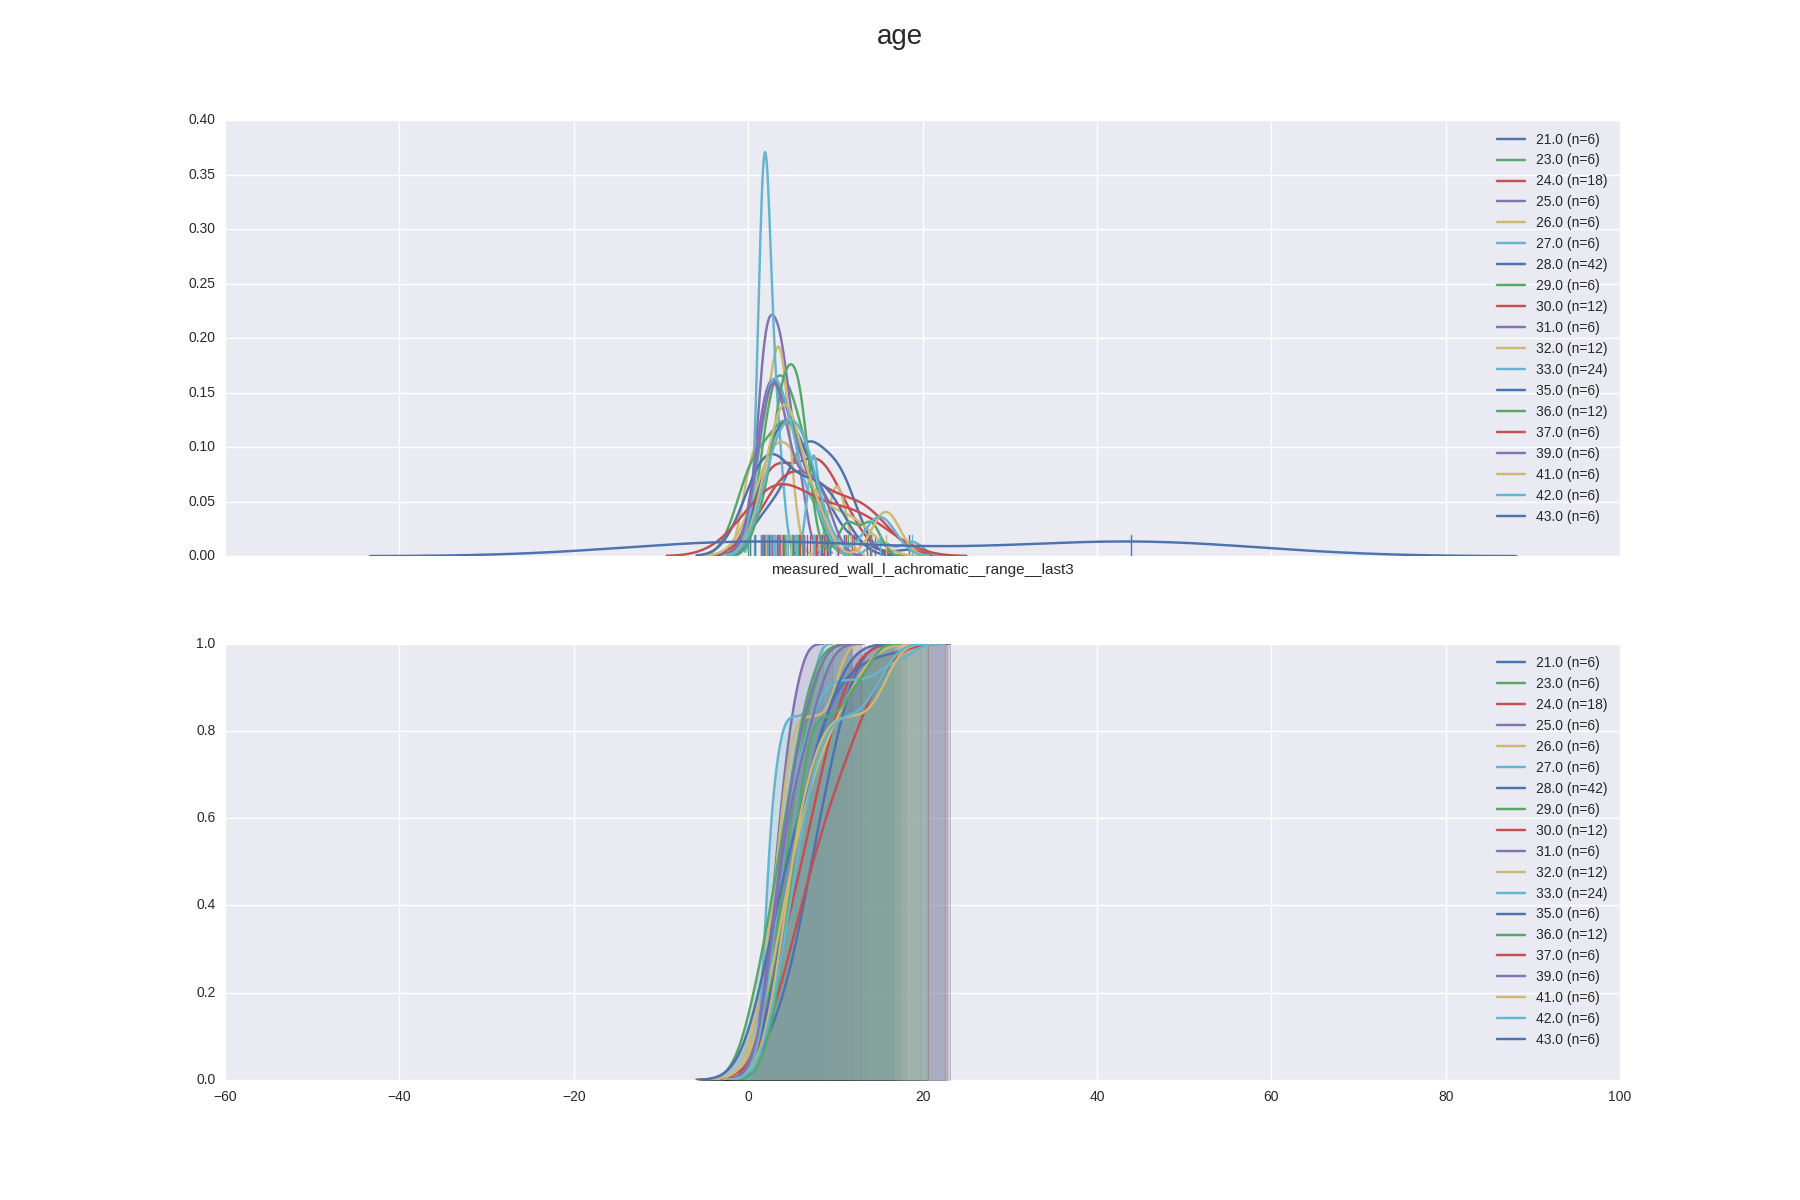 age
0.40
0.35
0.30
0.25
0.20
0.15
0.10
0.05
0.00
21.0 (n=6)
23.0 (n=6)
24.0 (n=18)
25.0 (n=6)
26.0 (n=6)
27.0 (n=6)
28.0 (n=42)
29.0 (n=6)
30.0 (n=12)
31.0 (n=6)
32.0 (n=12)
33.0 (n=24)
35.0 (n=6)
36.0 (n=12)
37.0 (n=6)
39.0 (n=6)
41.0 (n=6)
42.0 (n=6)
43.0 (n=6)
measured_wall_l_achromatic__range__last3
1.0
0.8
0.6
0.4
0.2
0.0
21.0 (n=6)
23.0 (n=6)
24.0 (n=18)
25.0 (n=6)
26.0 (n=6)
27.0 (n=6)
28.0 (n=42)
29.0 (n=6)
30.0 (n=12)
31.0 (n=6)
32.0 (n=12)
33.0 (n=24)
35.0 (n=6)
36.0 (n=12)
37.0 (n=6)
39.0 (n=6)
41.0 (n=6)
42.0 (n=6)
43.0 (n=6)
−60 −40 −20 0 20 40 60 80 100